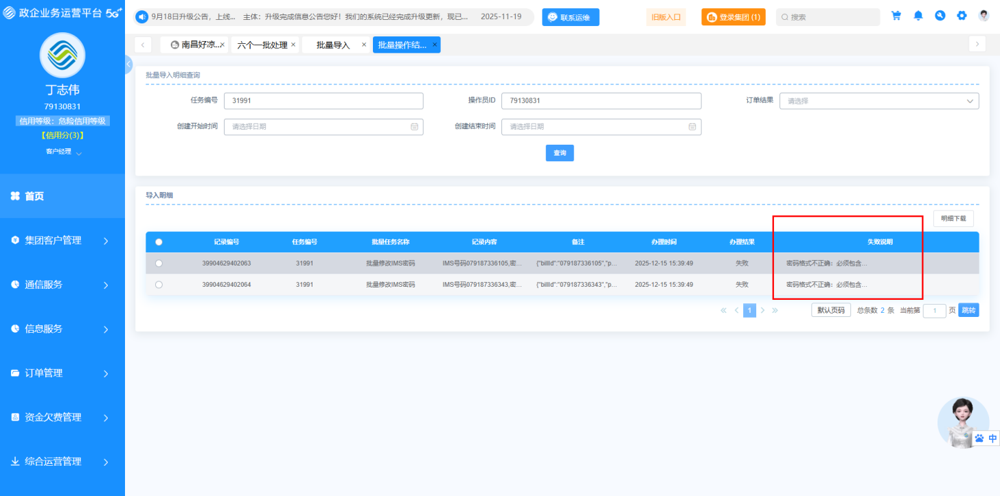 政企业务运营平台 5G+
丁志伟
79130831
信用等级：危险信用等级
【信用分(3)】
客户经理
首页
集团客户管理
通信服务
信息服务
订单管理
资金欠费管理
综合运营管理
9月18日升级公告，上线... 主体：升级完成信息公告您好！我们的系统已经完成升级更新，现已... 2025-11-19
联系运维
旧版入口
登录集团 (1)
搜索
南昌好凉...× 六个一批处理 × 批量导入 × 批量操作结... ×
批量导入明细查询
任务编号 31991 操作员ID 79130831 订单结果 请选择
创建开始时间 请选择日期 创建结束时间 请选择日期
查询
导入明细
明细下载
记录编号 任务编号 批量任务名称 记录内容 备注 办理时间 办理结果 失败说明
39904629402063 31991 批量修改IMS密码 IMS号码079187336105,密... {"billId":"079187336105","p... 2025-12-15 15:39:49 失败 密码格式不正确：必须包含...
39904629402064 31991 批量修改IMS密码 IMS号码079187336343,密... {"billId":"079187336343","p... 2025-12-15 15:39:49 失败 密码格式不正确：必须包含...
« < 1 > » 默认页码 总条数 2 条 当前第 1 页 跳转
中